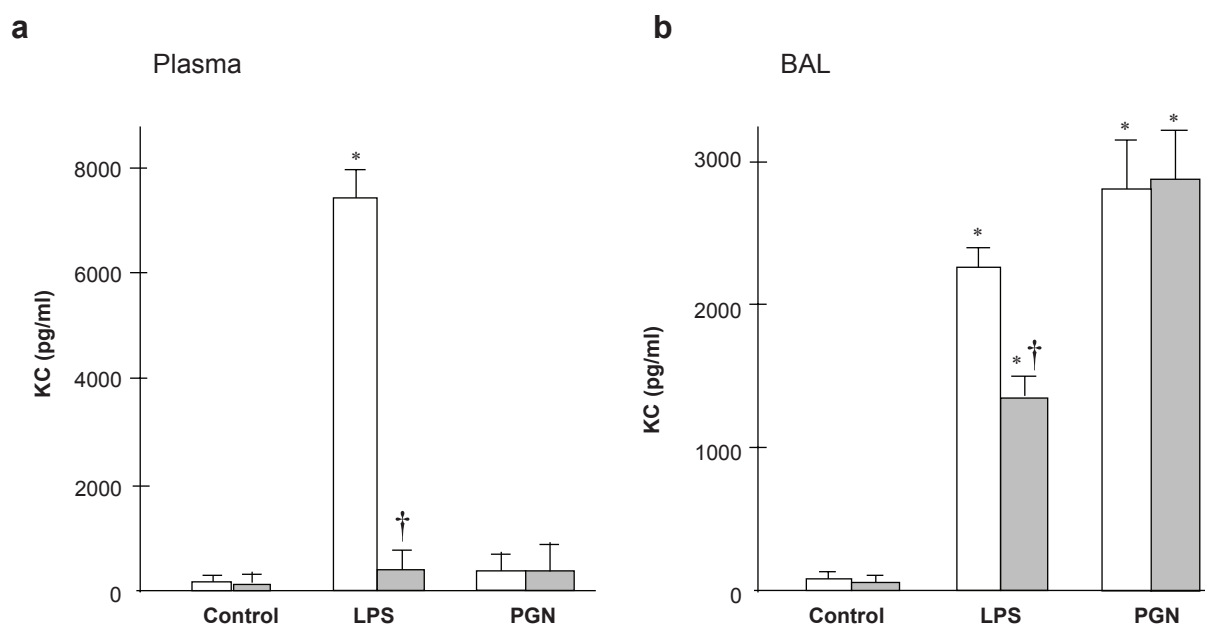 a
Plasma
8000
6000
4000
2000
0
KC (pg/ml)
*
†
Control LPS PGN
b
BAL
3000
2000
1000
0
KC (pg/ml)
*
*†
* *
Control LPS PGN